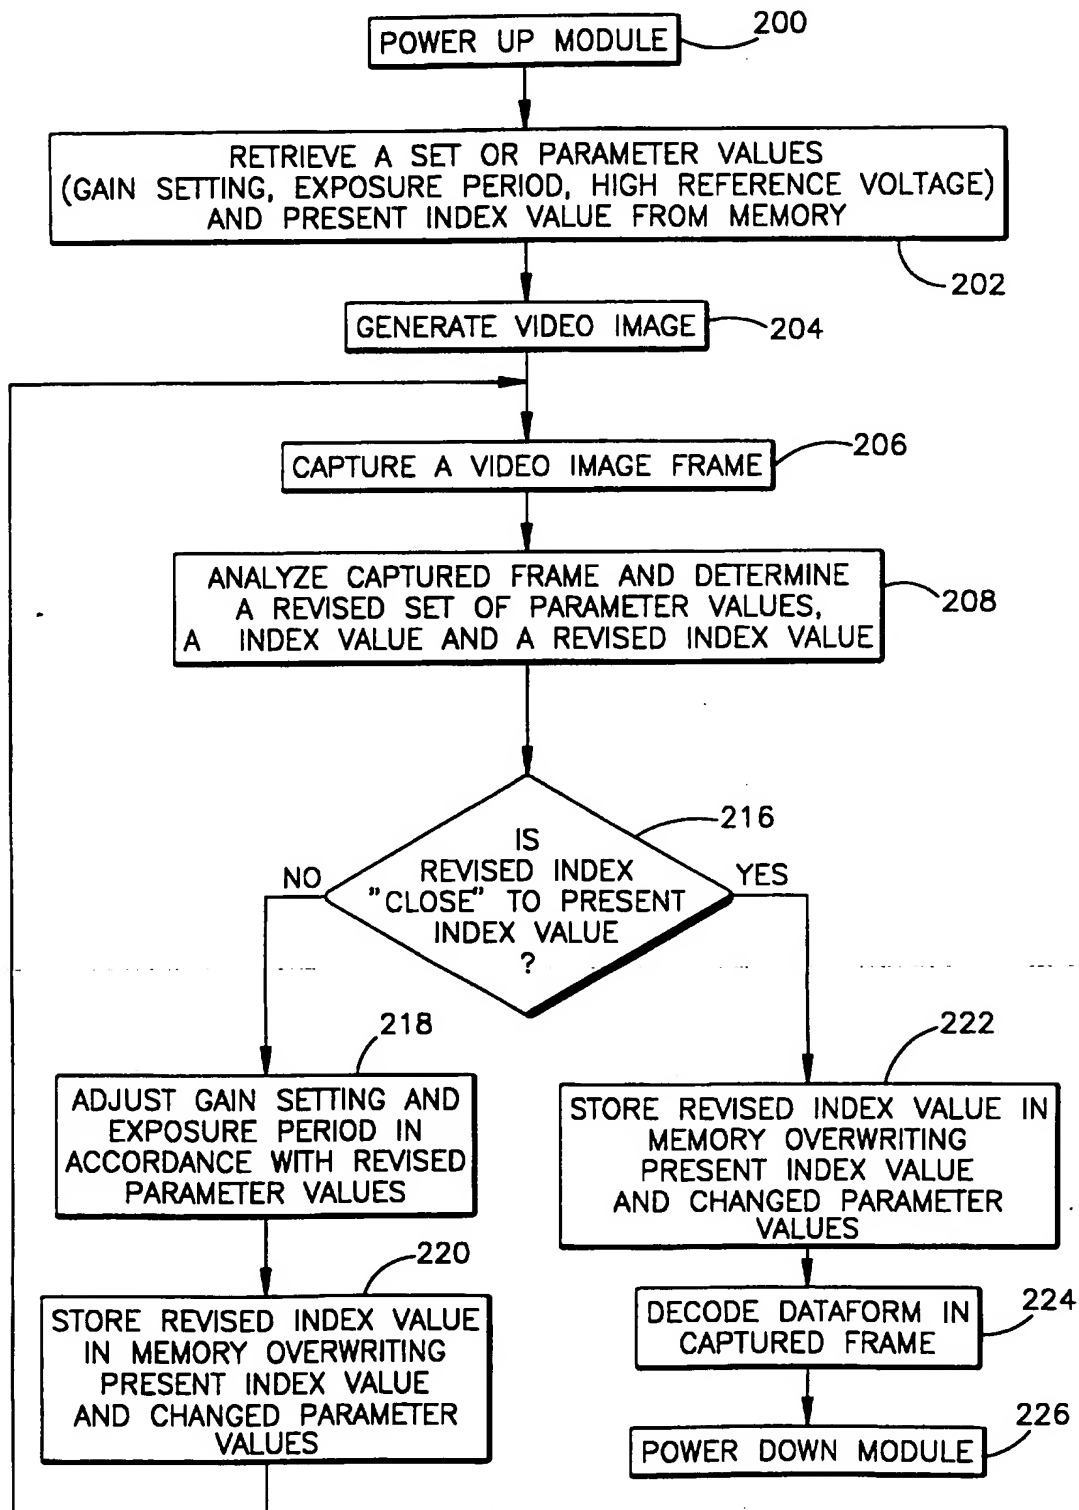 POWER UP MODULE
200
RETRIEVE A SET OR PARAMETER VALUES
(GAIN SETTING, EXPOSURE PERIOD, HIGH REFERENCE VOLTAGE)
AND PRESENT INDEX VALUE FROM MEMORY
202
GENERATE VIDEO IMAGE
204
CAPTURE A VIDEO IMAGE FRAME
206
ANALYZE CAPTURED FRAME AND DETERMINE
A REVISED SET OF PARAMETER VALUES,
A INDEX VALUE AND A REVISED INDEX VALUE
208
IS
REVISED INDEX
"CLOSE" TO PRESENT
INDEX VALUE
?
216
NO
YES
218
ADJUST GAIN SETTING AND
EXPOSURE PERIOD IN
ACCORDANCE WITH REVISED
PARAMETER VALUES
220
STORE REVISED INDEX VALUE
IN MEMORY OVERWRITING
PRESENT INDEX VALUE
AND CHANGED PARAMETER
VALUES
222
STORE REVISED INDEX VALUE IN
MEMORY OVERWRITING
PRESENT INDEX VALUE
AND CHANGED PARAMETER
VALUES
DECODE DATAFORM IN
CAPTURED FRAME
224
POWER DOWN MODULE
226